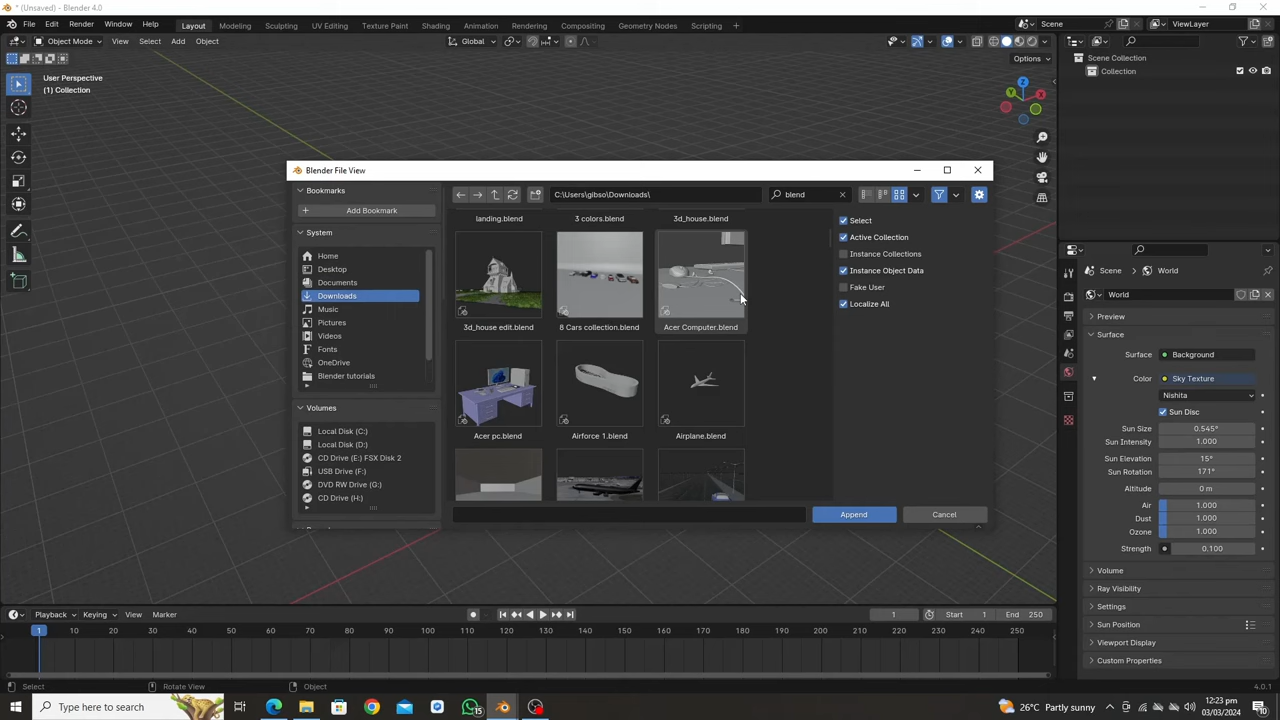 * (Unsaved) - Blender 4.0
File Edit Render Window Help Layout Modeling Sculpting UV Editing Texture Paint Shading Animation Rendering Compositing Geometry Nodes Scripting Scene ViewLayer
Object Mode View Select Add Object Global
Options
User Perspective
(1) Collection
Z
X
Y
Scene Collection
Collection
Blender File View
Bookmarks
Add Bookmark
System
Home
Desktop
Documents
Downloads
Music
Pictures
Videos
Fonts
OneDrive
Blender tutorials
Volumes
Local Disk (C:)
Local Disk (D:)
CD Drive (E:) FSX Disk 2
USB Drive (F:)
DVD RW Drive (G:)
CD Drive (H:)
C:\Users\gibso\Downloads\ blend
landing.blend 3 colors.blend 3d_house.blend
3d_house edit.blend 8 Cars collection.blend Acer Computer.blend
Acer pc.blend Airforce 1.blend Airplane.blend
Select
Active Collection
Instance Collections
Instance Object Data
Fake User
Localize All
Append Cancel
Scene World
World
Preview
Surface
Surface Background
Color Sky Texture
Nishita
Sun Disc
Sun Size 0.545°
Sun Intensity 1.000
Sun Elevation 15°
Sun Rotation 171°
Altitude 0 m
Air 1.000
Dust 1.000
Ozone 1.000
Strength 0.100
Volume
Ray Visibility
Settings
Sun Position
Viewport Display
Custom Properties
Playback Keying View Marker 1 Start 1 End 250
1 10 20 30 40 50 60 70 80 90 100 110 120 130 140 150 160 170 180 190 200 210 220 230 240 250
Select Rotate View Object 4.0.1
Type here to search 15 26°C Partly sunny 12:23 pm
03/03/2024 10